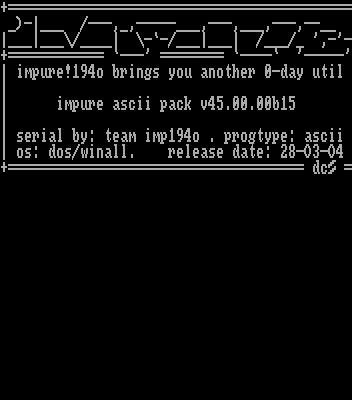 impure!194o brings you another 0-day util
impure ascii pack v45.00.00b15
serial by: team imp194o . progtype: ascii
os: dos/winall. release date: 28-03-04